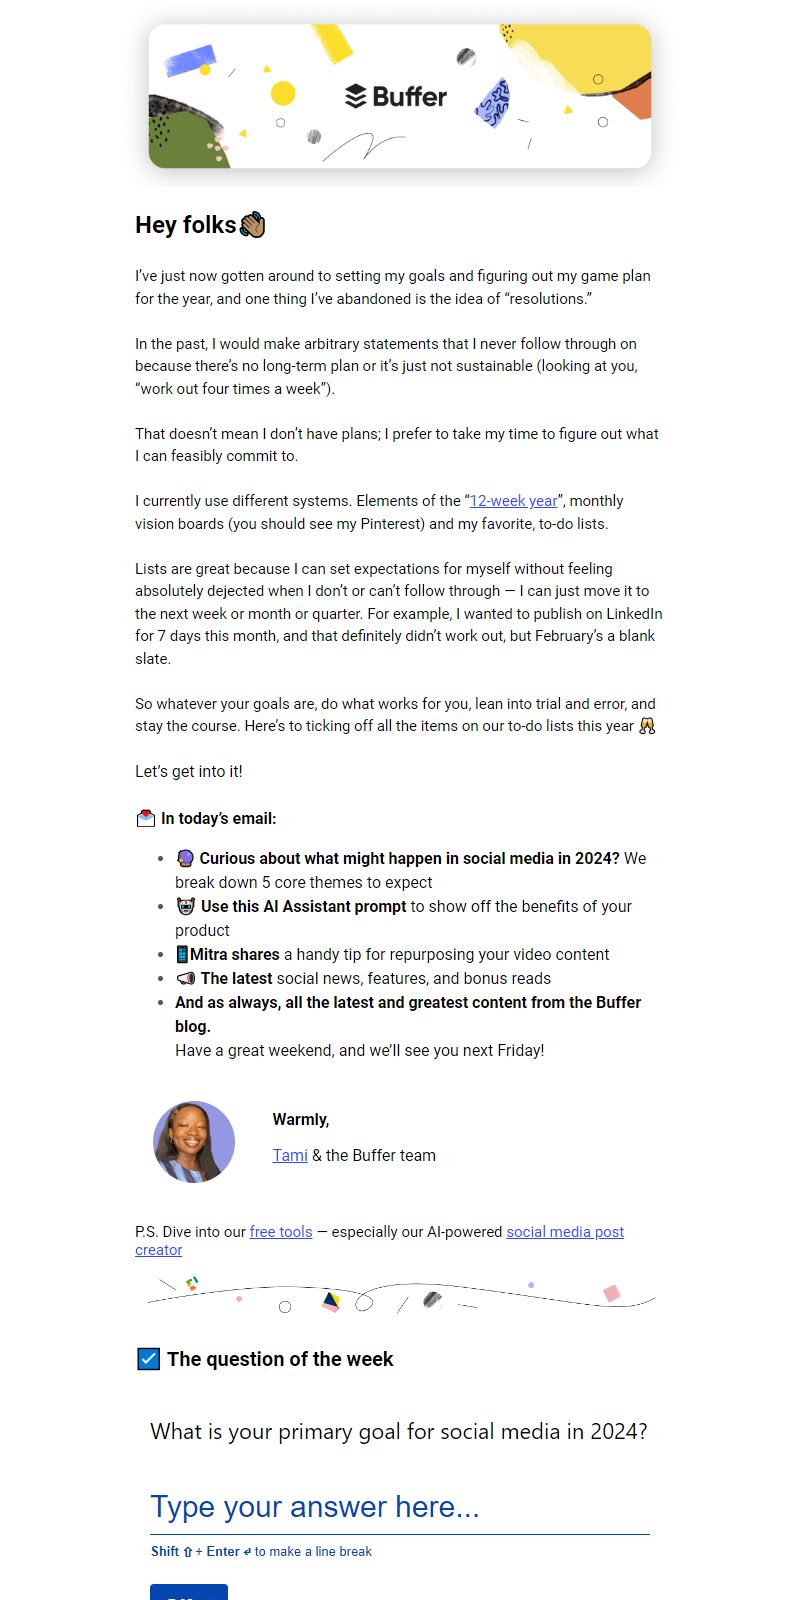 Buffer
Hey folks👋🏽
I’ve just now gotten around to setting my goals and figuring out my game plan
for the year, and one thing I’ve abandoned is the idea of “resolutions.”
In the past, I would make arbitrary statements that I never follow through on
because there’s no long-term plan or it’s just not sustainable (looking at you,
“work out four times a week”).
That doesn’t mean I don’t have plans; I prefer to take my time to figure out what
I can feasibly commit to.
I currently use different systems. Elements of the “12-week year”, monthly
vision boards (you should see my Pinterest) and my favorite, to-do lists.
Lists are great because I can set expectations for myself without feeling
absolutely dejected when I don’t or can’t follow through — I can just move it to
the next week or month or quarter. For example, I wanted to publish on LinkedIn
for 7 days this month, and that definitely didn’t work out, but February’s a blank
slate.
So whatever your goals are, do what works for you, lean into trial and error, and
stay the course. Here’s to ticking off all the items on our to-do lists this year 🥂
Let’s get into it!
💌 In today’s email:
• 🔮 Curious about what might happen in social media in 2024? We
break down 5 core themes to expect
• 🤖 Use this AI Assistant prompt to show off the benefits of your
product
• 📱Mitra shares a handy tip for repurposing your video content
• 📣 The latest social news, features, and bonus reads
• And as always, all the latest and greatest content from the Buffer
blog.
Have a great weekend, and we’ll see you next Friday!
Warmly,
Tami & the Buffer team
P.S. Dive into our free tools — especially our AI-powered social media post
creator
☑️ The question of the week
What is your primary goal for social media in 2024?
Type your answer here...
Shift ⇧ + Enter ↵ to make a line break